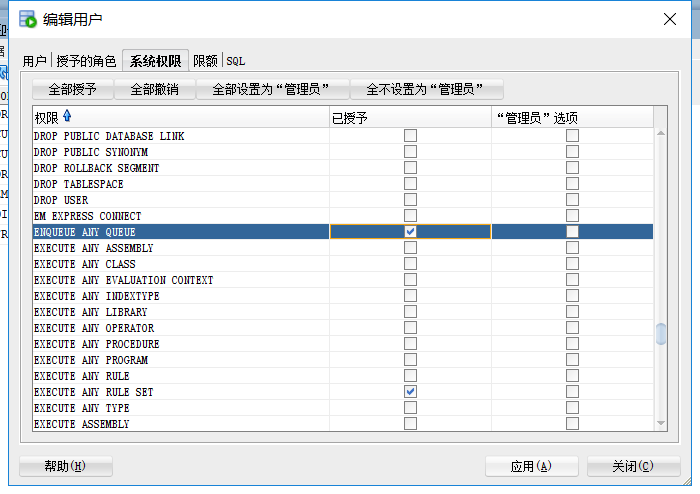 编辑用户
用户 授予的角色 系统权限 限额 SQL
全部授予 全部撤销 全部设置为“管理员” 全不设置为“管理员”
权限 已授予 “管理员”选项
DROP PUBLIC DATABASE LINK
DROP PUBLIC SYNONYM
DROP ROLLBACK SEGMENT
DROP TABLESPACE
DROP USER
EM EXPRESS CONNECT
ENQUEUE ANY QUEUE
EXECUTE ANY ASSEMBLY
EXECUTE ANY CLASS
EXECUTE ANY EVALUATION CONTEXT
EXECUTE ANY INDEXTYPE
EXECUTE ANY LIBRARY
EXECUTE ANY OPERATOR
EXECUTE ANY PROCEDURE
EXECUTE ANY PROGRAM
EXECUTE ANY RULE
EXECUTE ANY RULE SET
EXECUTE ANY TYPE
EXECUTE ASSEMBLY
帮助(H) 应用(A) 关闭(C)